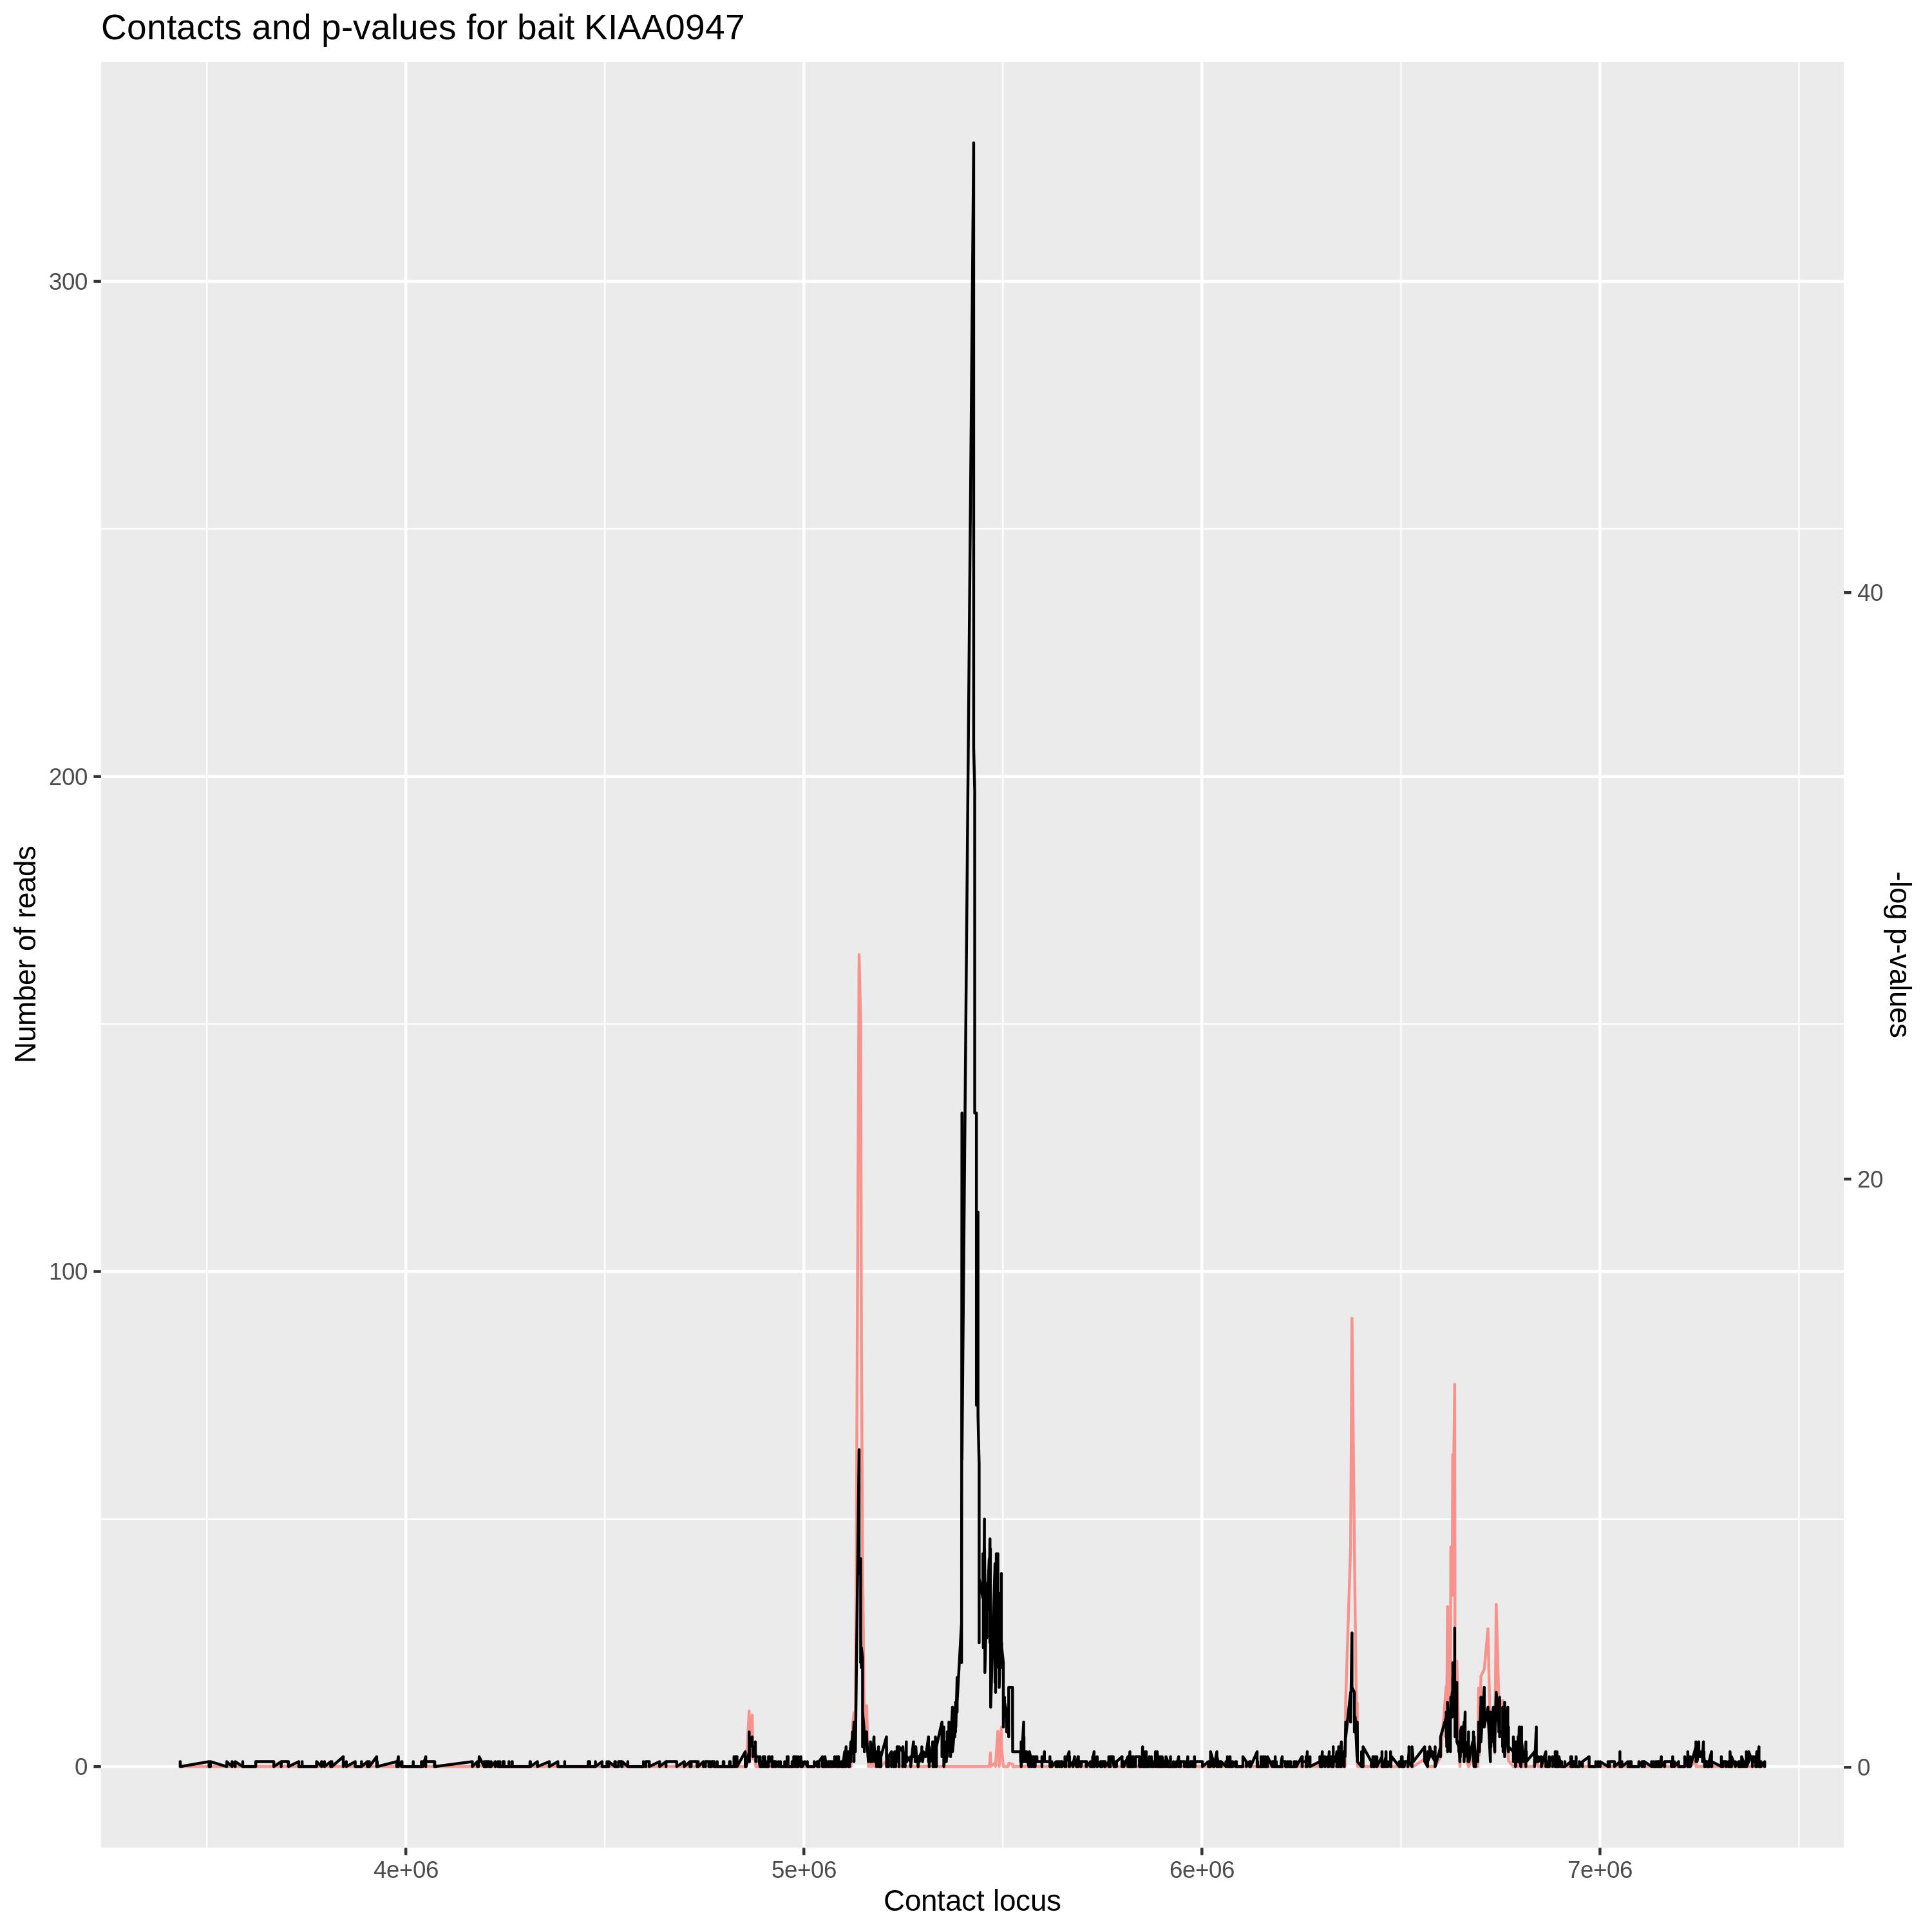 Contacts and p-values for bait KIAA0947
300
200
100
0
Number of reads
40
20
0
-log p-values
4e+06
5e+06
6e+06
7e+06
Contact locus